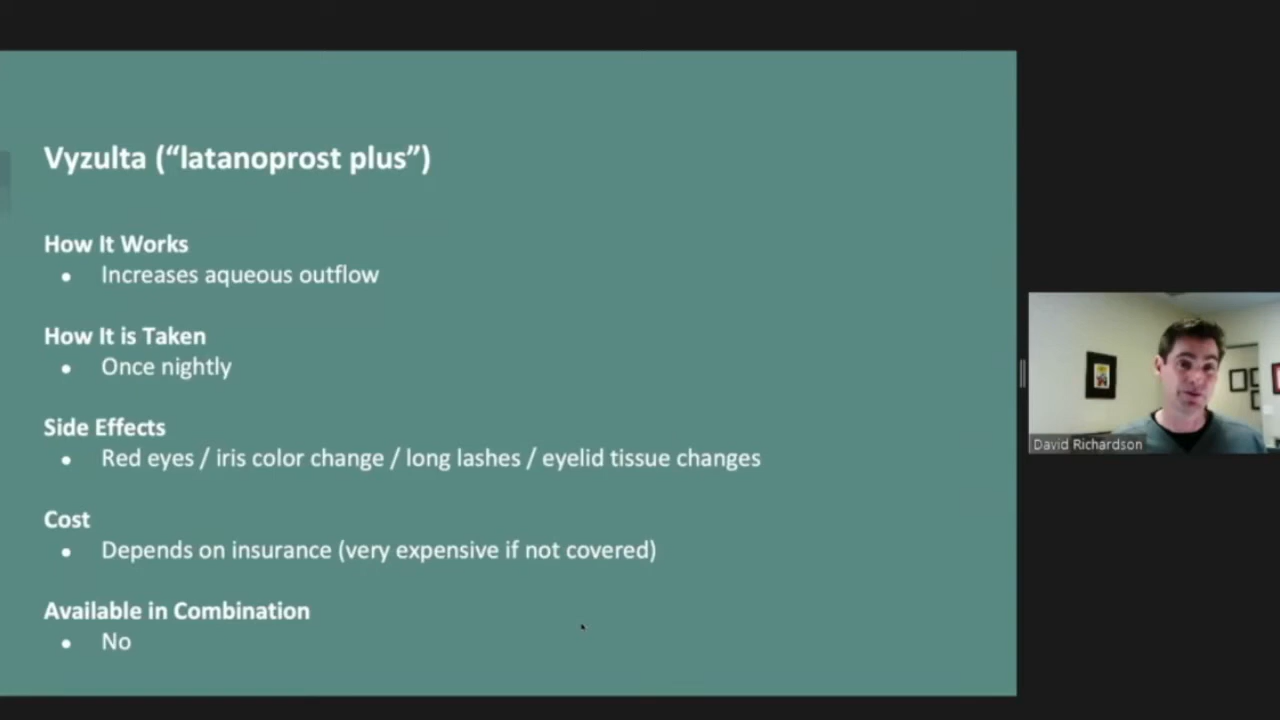 Vyzulta (“latanoprost plus”)
How It Works
● Increases aqueous outflow
How It is Taken
● Once nightly
Side Effects
● Red eyes / iris color change / long lashes / eyelid tissue changes
Cost
● Depends on insurance (very expensive if not covered)
Available in Combination
● No
David Richardson